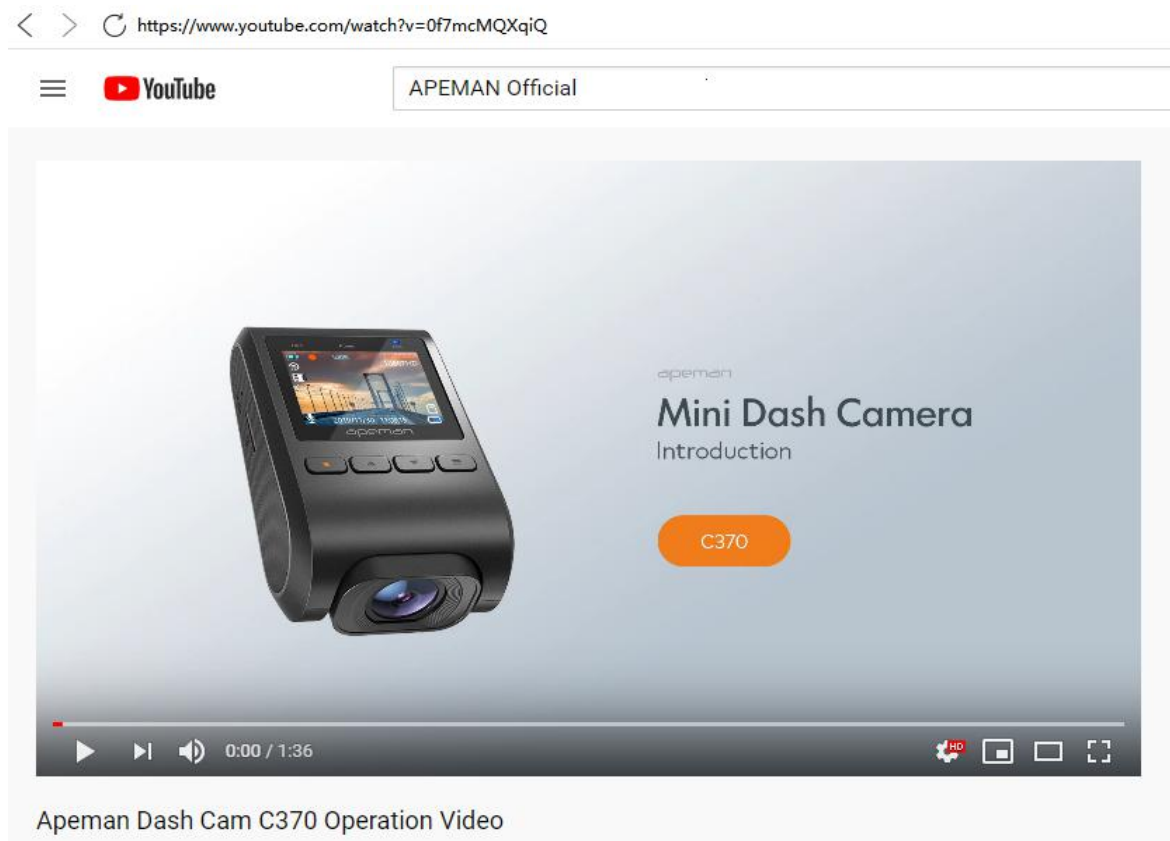 https://www.youtube.com/watch?v=0f7mcMQXqiQ
YouTube
APEMAN Official
apeman
Mini Dash Camera
Introduction
apeman
C370
0:00 / 1:36
HD
Apeman Dash Cam C370 Operation Video